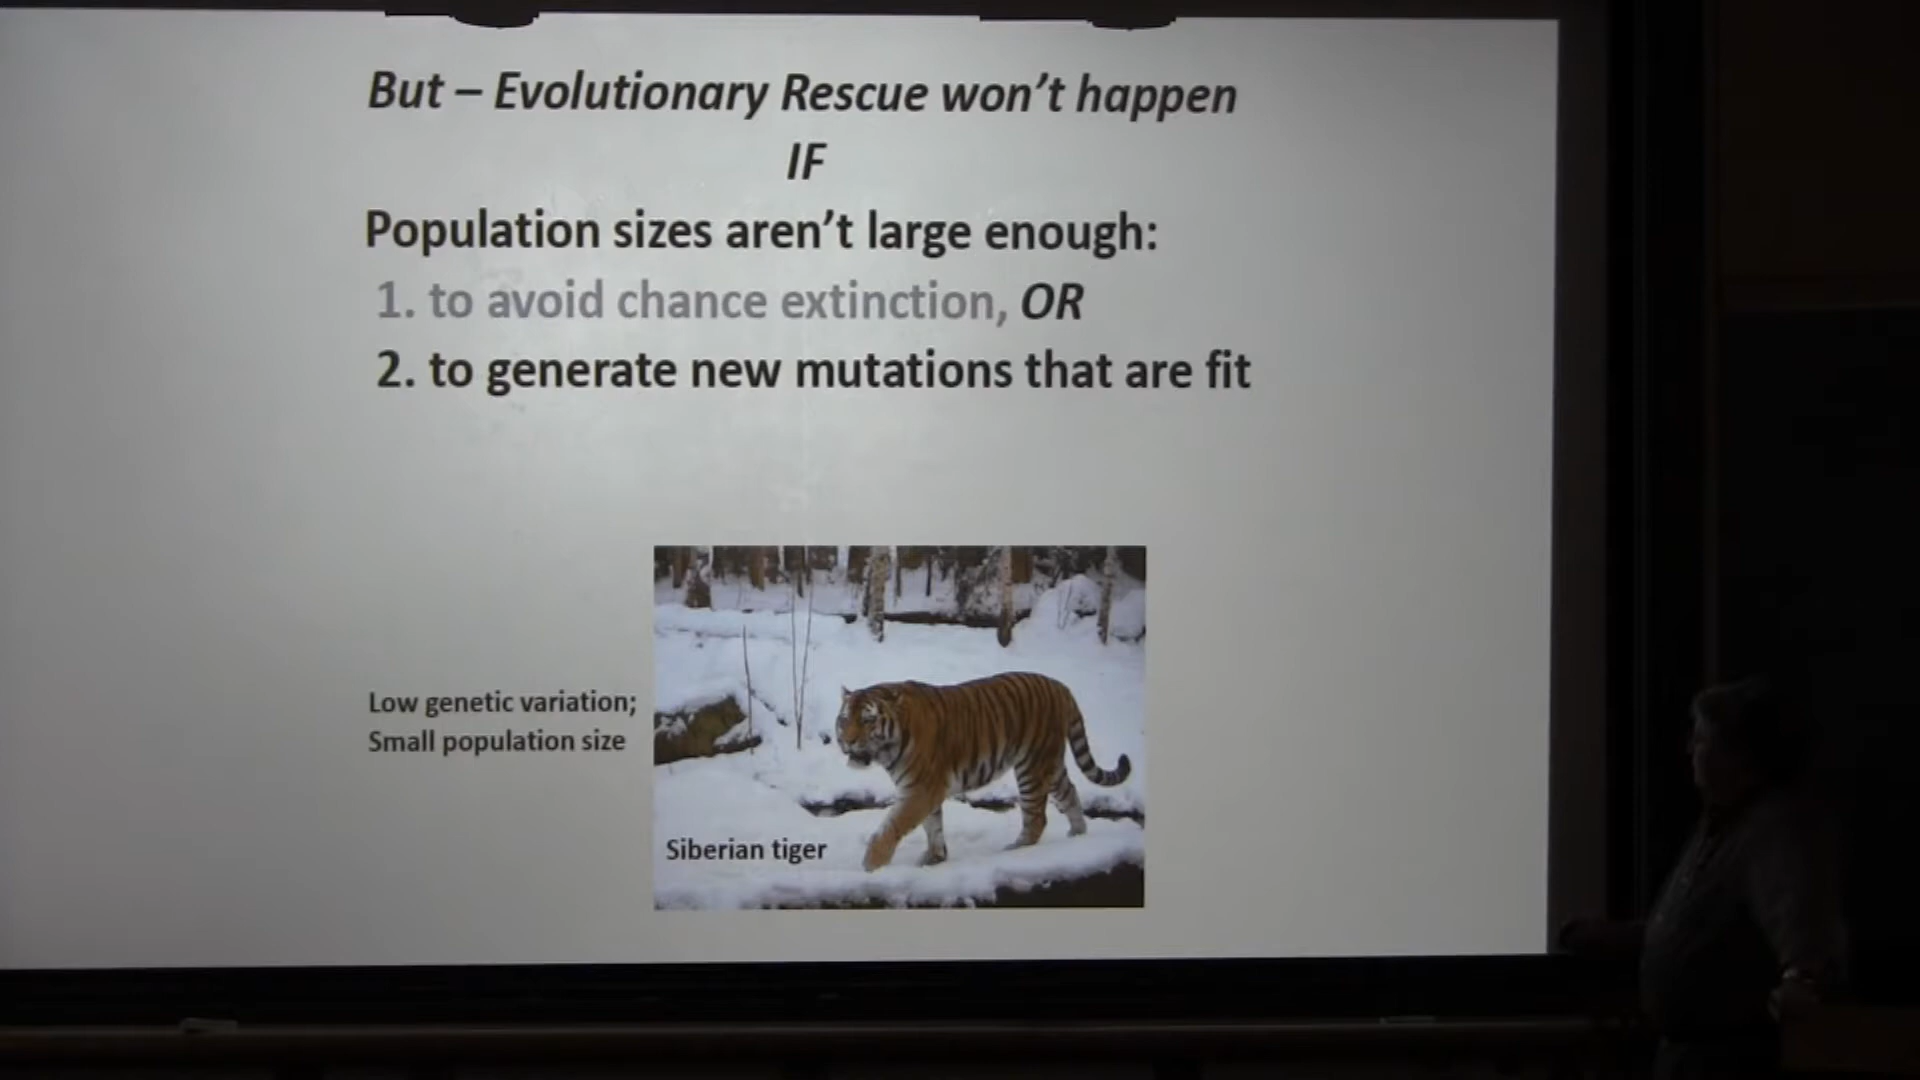 But – Evolutionary Rescue won’t happen
IF
Population sizes aren’t large enough:
1. to avoid chance extinction, OR
2. to generate new mutations that are fit
Low genetic variation;
Small population size
Siberian tiger